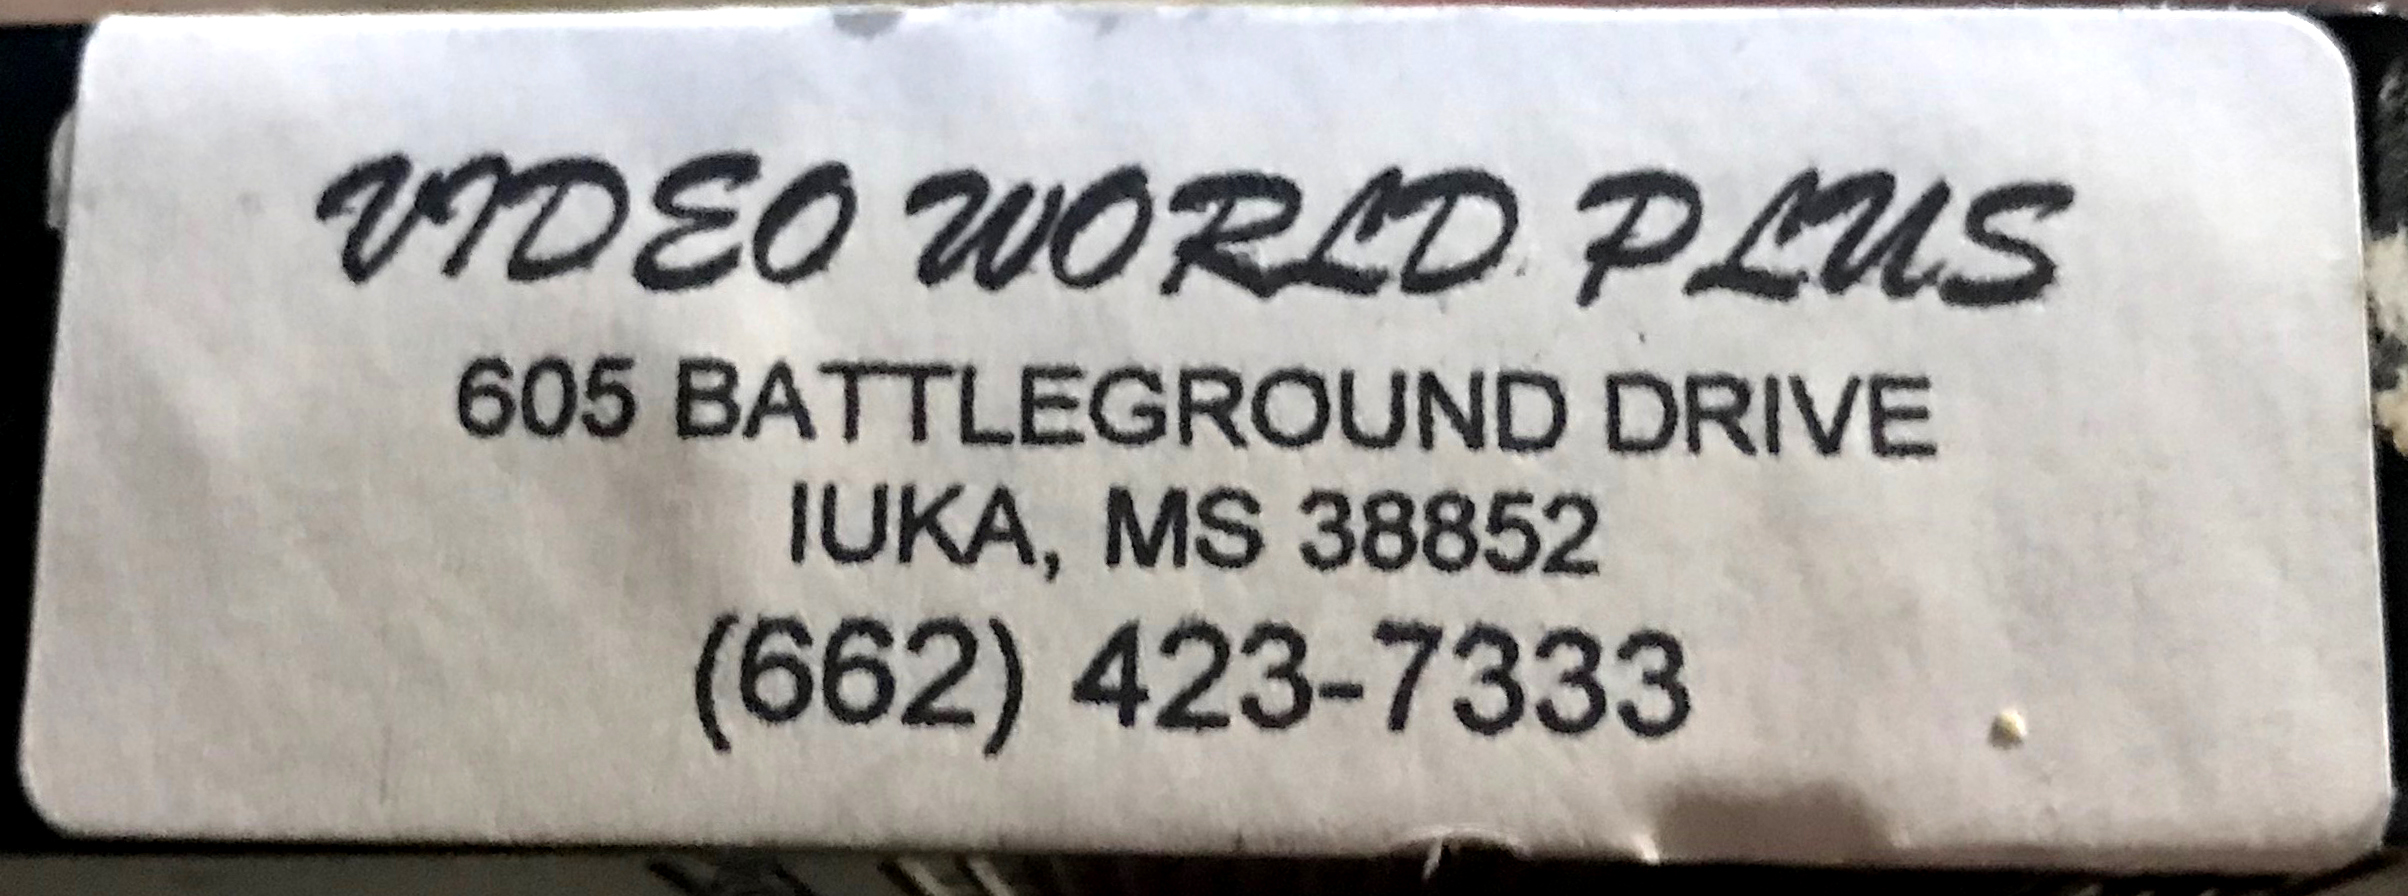 VIDEO WORLD PLUS
605 BATTLEGROUND DRIVE
IUKA, MS 38852
(662) 423-7333